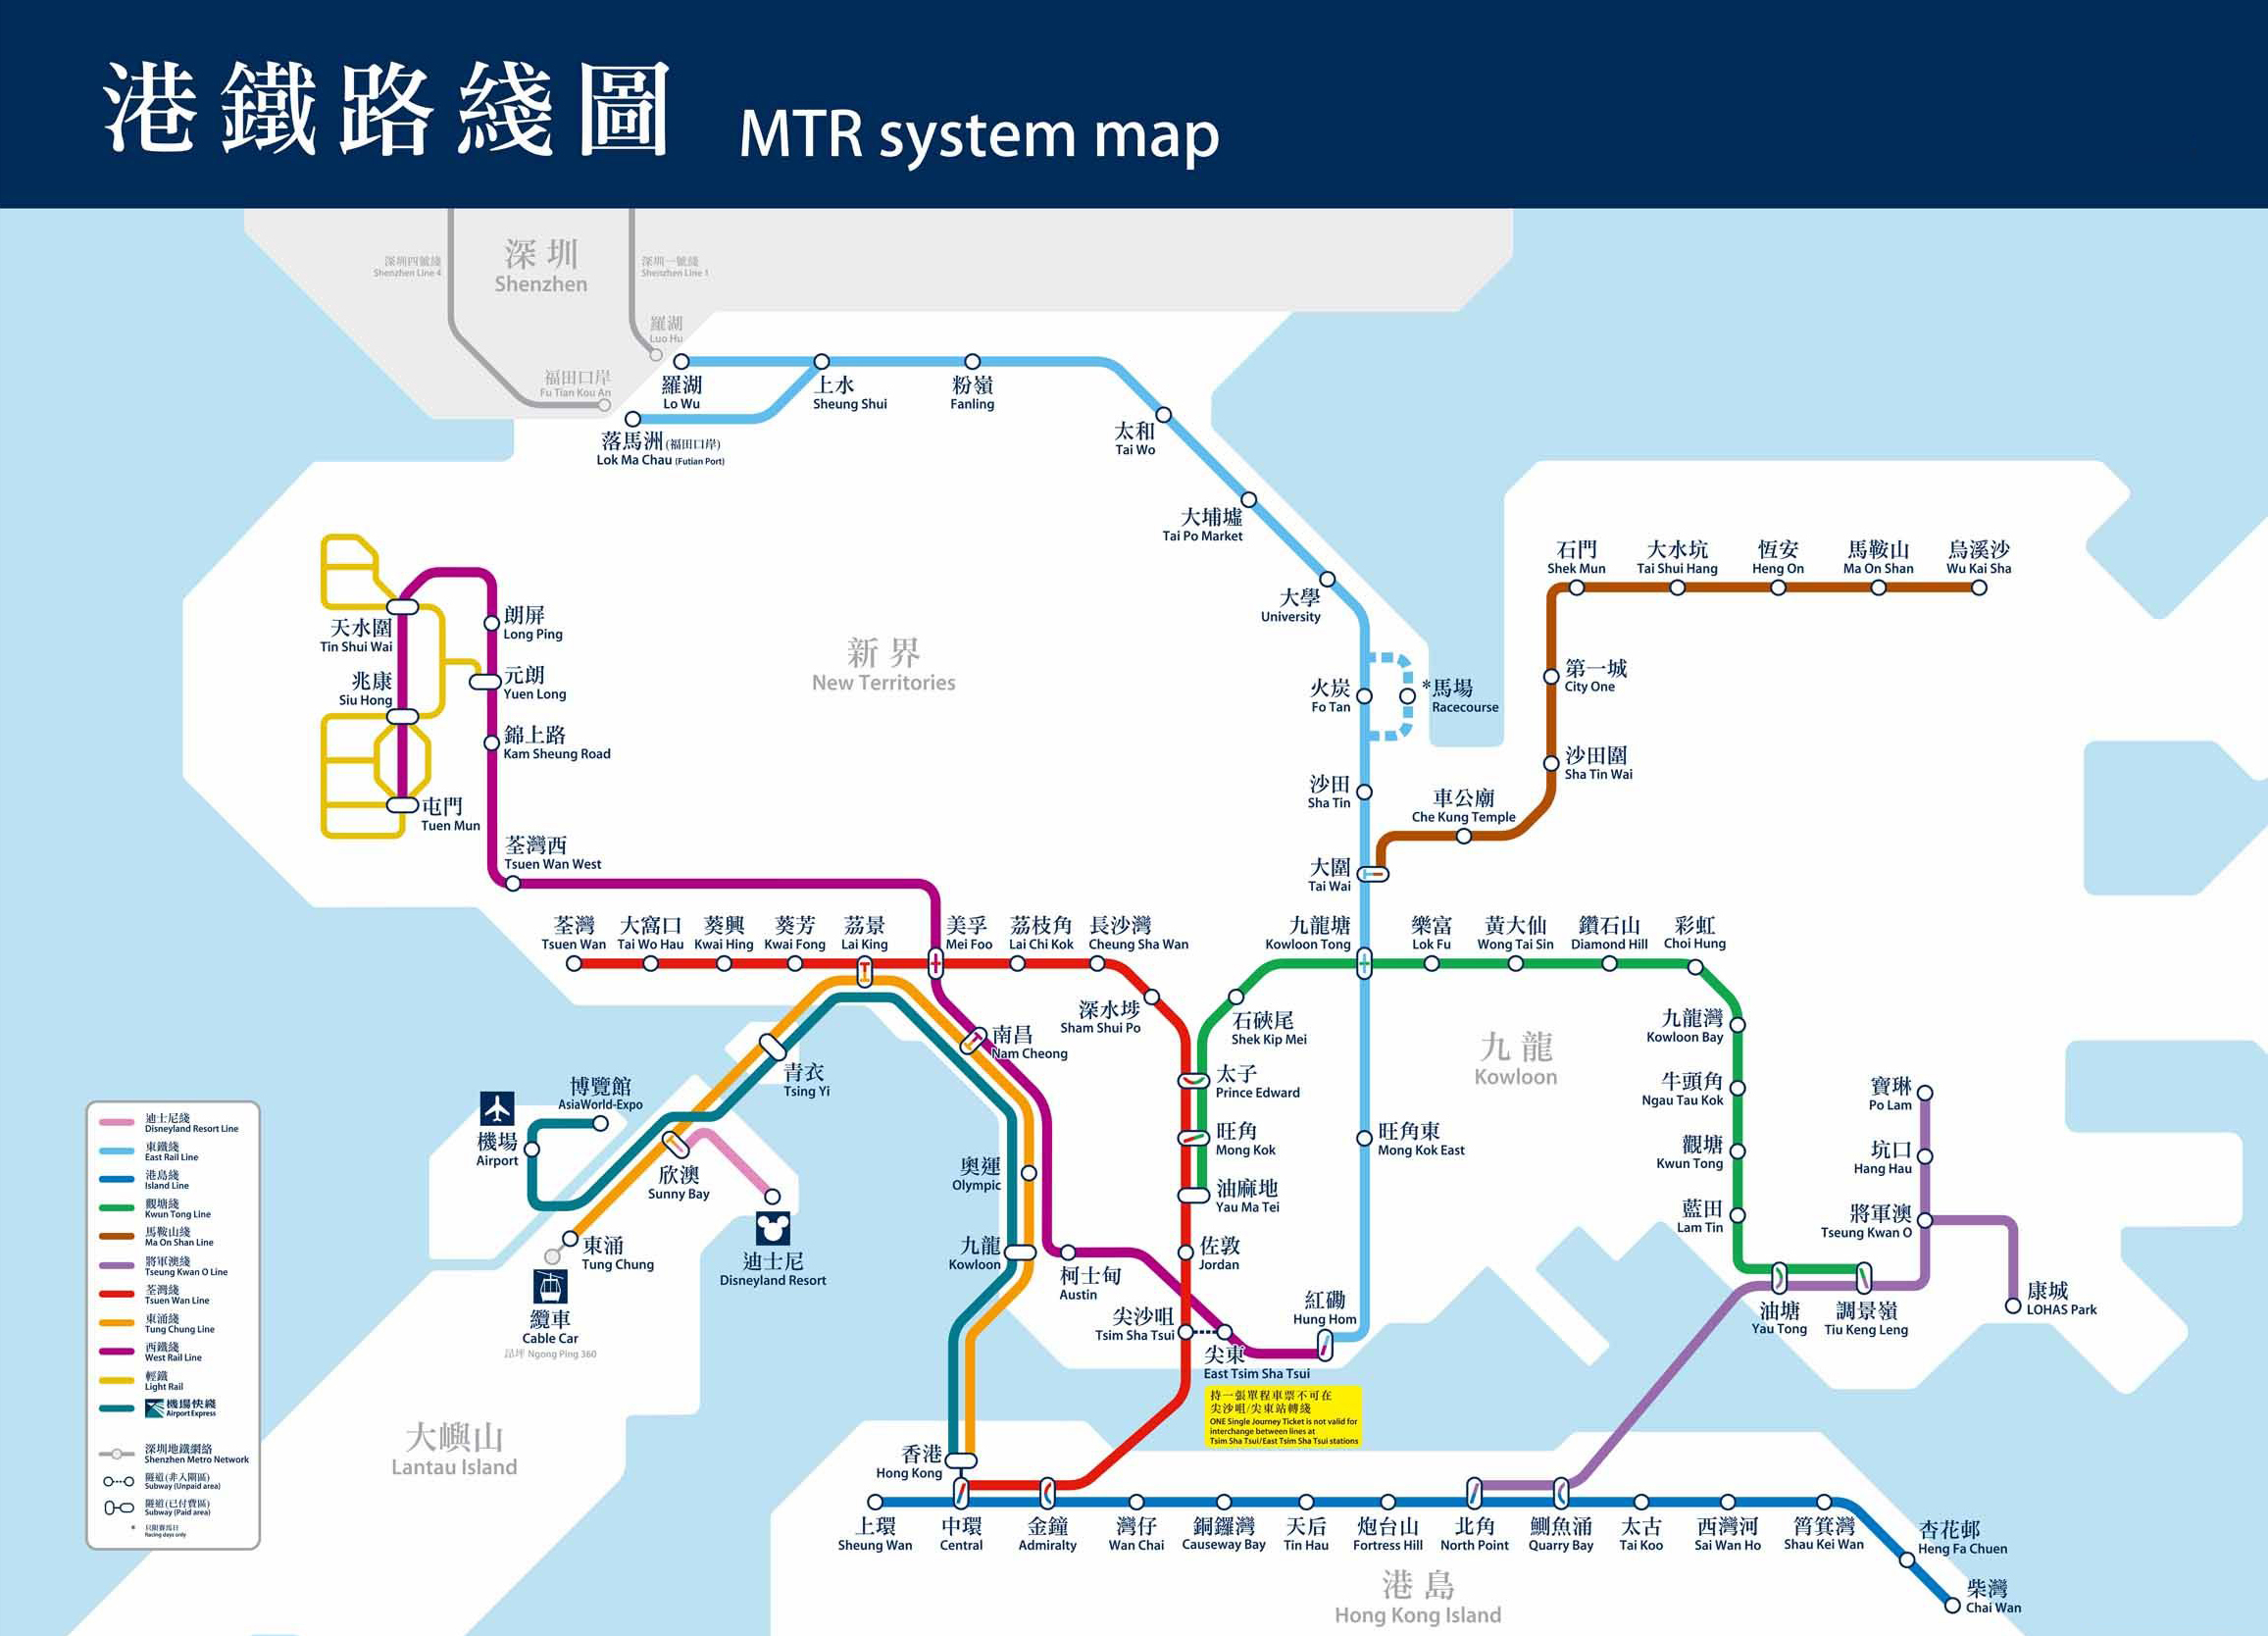 港鐵路綫圖 MTR system map
深圳四號綫
Shenzhen Line 4
深圳
Shenzhen
深圳一號綫
Shenzhen Line 1
羅湖
Luo Hu
福田口岸
Fu Tian Kou An
羅湖
Lo Wu
上水
Sheung Shui
粉嶺
Fanling
落馬洲 (福田口岸)
Lok Ma Chau (Futian Port)
太和
Tai Wo
大埔墟
Tai Po Market
大學
University
石門
Shek Mun
大水坑
Tai Shui Hang
恆安
Heng On
馬鞍山
Ma On Shan
烏溪沙
Wu Kai Sha
天水圍
Tin Shui Wai
朗屏
Long Ping
兆康
Siu Hong
元朗
Yuen Long
錦上路
Kam Sheung Road
屯門
Tuen Mun
荃灣西
Tsuen Wan West
新界
New Territories
火炭
Fo Tan
*馬場
Racecourse
第一城
City One
沙田
Sha Tin
沙田圍
Sha Tin Wai
車公廟
Che Kung Temple
大圍
Tai Wai
荃灣
Tsuen Wan
大窩口
Tai Wo Hau
葵興
Kwai Hing
葵芳
Kwai Fong
荔景
Lai King
美孚
Mei Foo
荔枝角
Lai Chi Kok
長沙灣
Cheung Sha Wan
九龍塘
Kowloon Tong
樂富
Lok Fu
黃大仙
Wong Tai Sin
鑽石山
Diamond Hill
彩虹
Choi Hung
深水埗
Sham Shui Po
石硤尾
Shek Kip Mei
九龍灣
Kowloon Bay
南昌
Nam Cheong
九龍
Kowloon
青衣
Tsing Yi
太子
Prince Edward
牛頭角
Ngau Tau Kok
寶琳
Po Lam
博覽館
AsiaWorld-Expo
機場
Airport
旺角
Mong Kok
旺角東
Mong Kok East
觀塘
Kwun Tong
坑口
Hang Hau
欣澳
Sunny Bay
奧運
Olympic
油麻地
Yau Ma Tei
藍田
Lam Tin
將軍澳
Tseung Kwan O
東涌
Tung Chung
迪士尼
Disneyland Resort
九龍
Kowloon
柯士甸
Austin
佐敦
Jordan
康城
LOHAS Park
纜車
Cable Car
昂坪 Ngong Ping 360
尖沙咀
Tsim Sha Tsui
紅磡
Hung Hom
油塘
Yau Tong
調景嶺
Tiu Keng Leng
尖東
East Tsim Sha Tsui
持一張單程車票不可在
尖沙咀/尖東站轉綫
ONE Single Journey Ticket is not valid for
interchange between lines at
Tsim Sha Tsui/East Tsim Sha Tsui stations
大嶼山
Lantau Island
香港
Hong Kong
上環
Sheung Wan
中環
Central
金鐘
Admiralty
灣仔
Wan Chai
銅鑼灣
Causeway Bay
天后
Tin Hau
炮台山
Fortress Hill
北角
North Point
鰂魚涌
Quarry Bay
太古
Tai Koo
西灣河
Sai Wan Ho
筲箕灣
Shau Kei Wan
杏花邨
Heng Fa Chuen
柴灣
Chai Wan
港島
Hong Kong Island
迪士尼綫
Disneyland Resort Line
東鐵綫
East Rail Line
港島綫
Island Line
觀塘綫
Kwun Tong Line
馬鞍山綫
Ma On Shan Line
將軍澳綫
Tseung Kwan O Line
荃灣綫
Tsuen Wan Line
東涌綫
Tung Chung Line
西鐵綫
West Rail Line
輕鐵
Light Rail
機場快綫
Airport Express
深圳地鐵網絡
Shenzhen Metro Network
隧道(非入閘區)
Subway (Unpaid area)
隧道(已付費區)
Subway (Paid area)
* 只限賽馬日
Racing days only